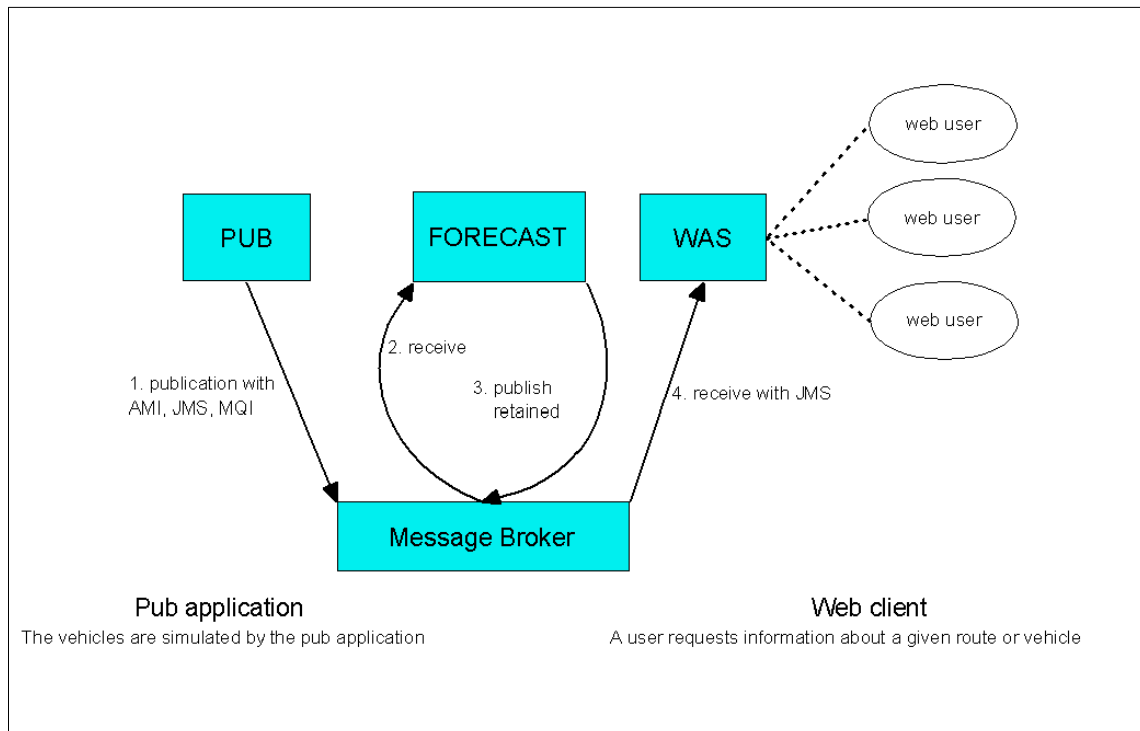 web user
web user
web user
PUB
FORECAST
WAS
2. receive
1. publication with
AMI, JMS, MQI
3. publish
retained
4. receive with JMS
Message Broker
Pub application
The vehicles are simulated by the pub application
Web client
A user requests information about a given route or vehicle